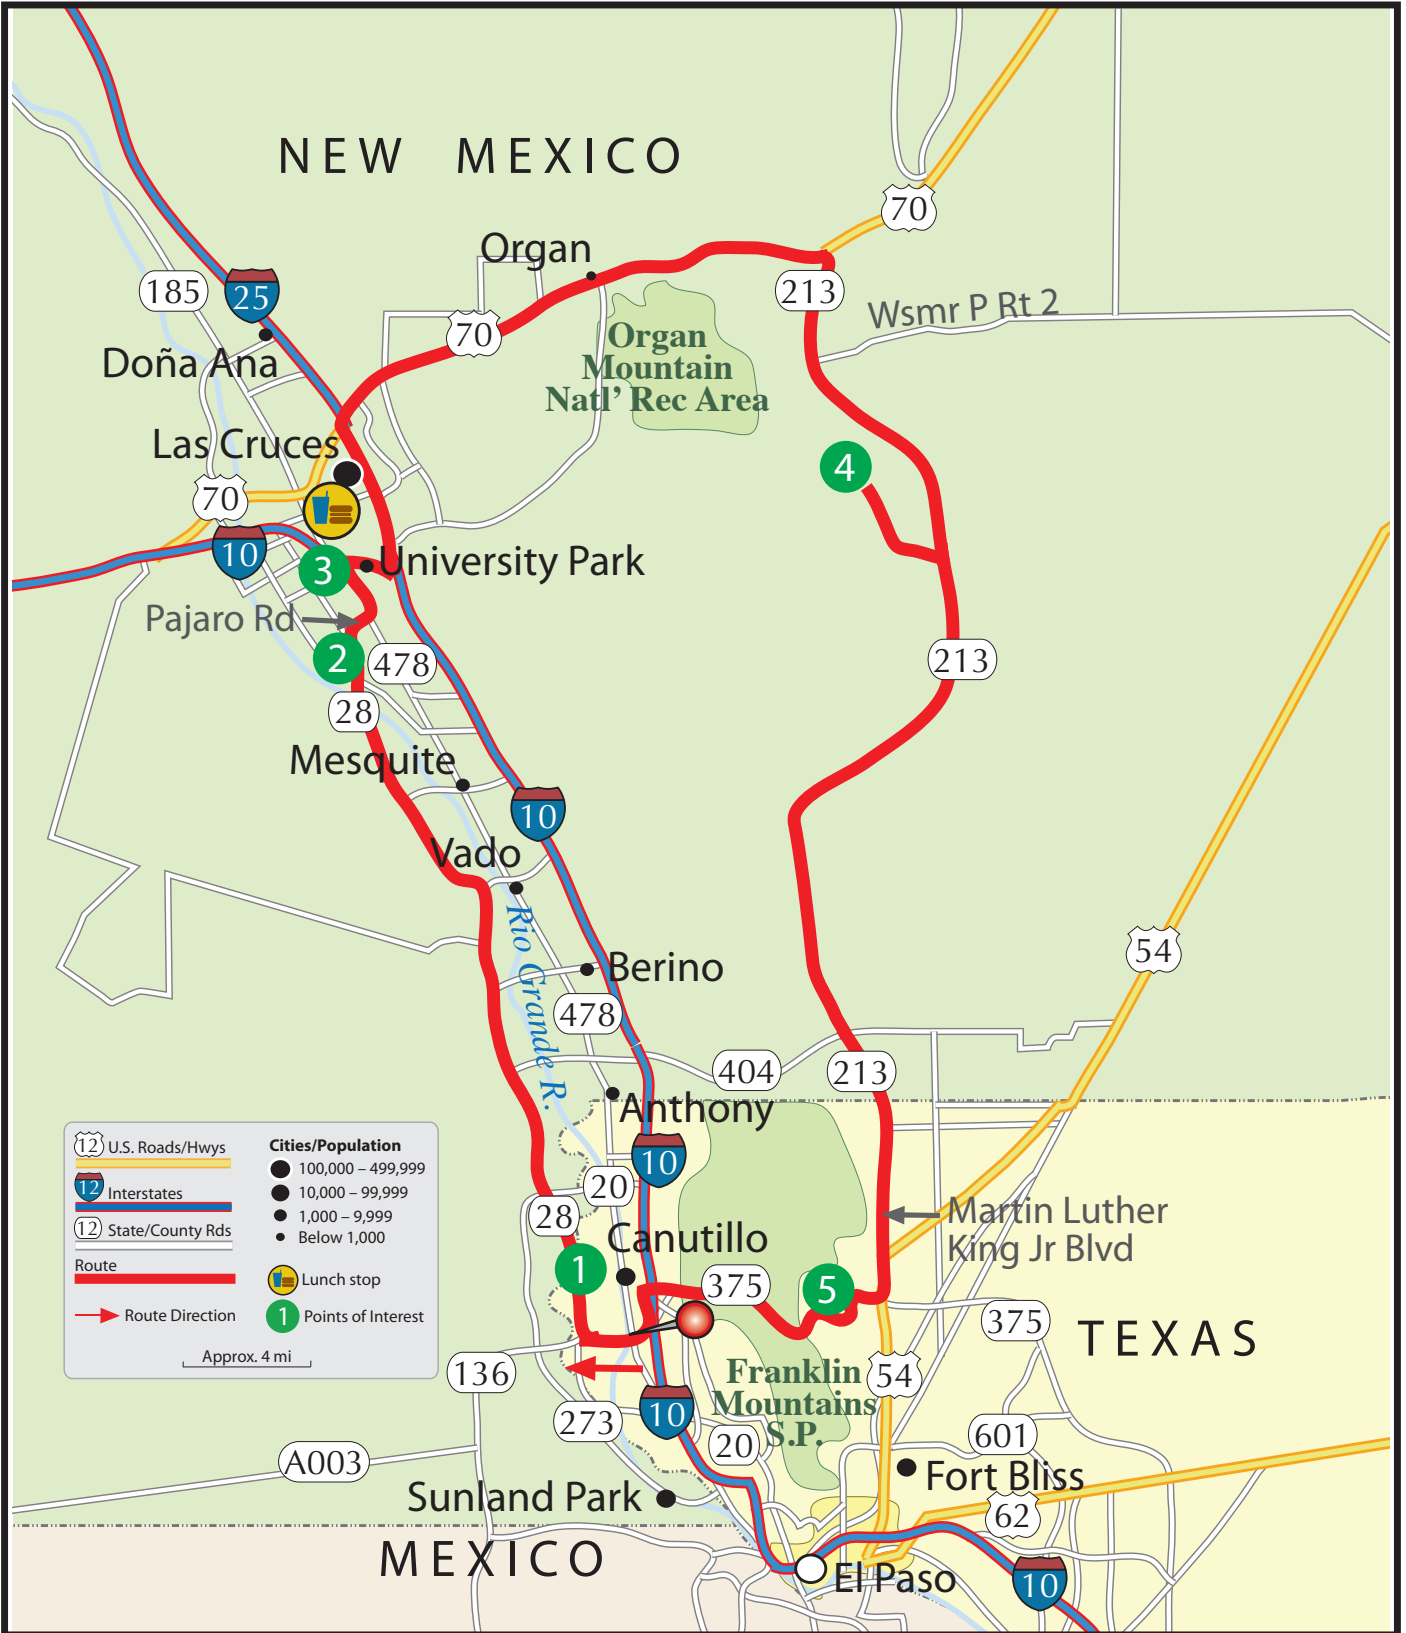 NEW MEXICO
70
Organ
185
25
213
Wsmr P Rt 2
70
Organ
Mountain
Natl’ Rec Area
Doña Ana
Las Cruces
4
70
10
3
University Park
Pajaro Rd
2
478
213
28
Mesquite
10
Vado
54
Rio Grande R.
Berino
478
404
213
Anthony
10
20
28
Martin Luther
King Jr Blvd
Canutillo
1
375
5
375
TEXAS
136
Franklin
Mountains
S.P.
54
10
273
20
601
A003
Fort Bliss
Sunland Park
62
MEXICO
El Paso
10
12 U.S. Roads/Hwys
12 Interstates
12 State/County Rds
Route
Route Direction
Approx. 4 mi
Cities/Population
100,000 – 499,999
10,000 – 99,999
1,000 – 9,999
Below 1,000
Lunch stop
1 Points of Interest